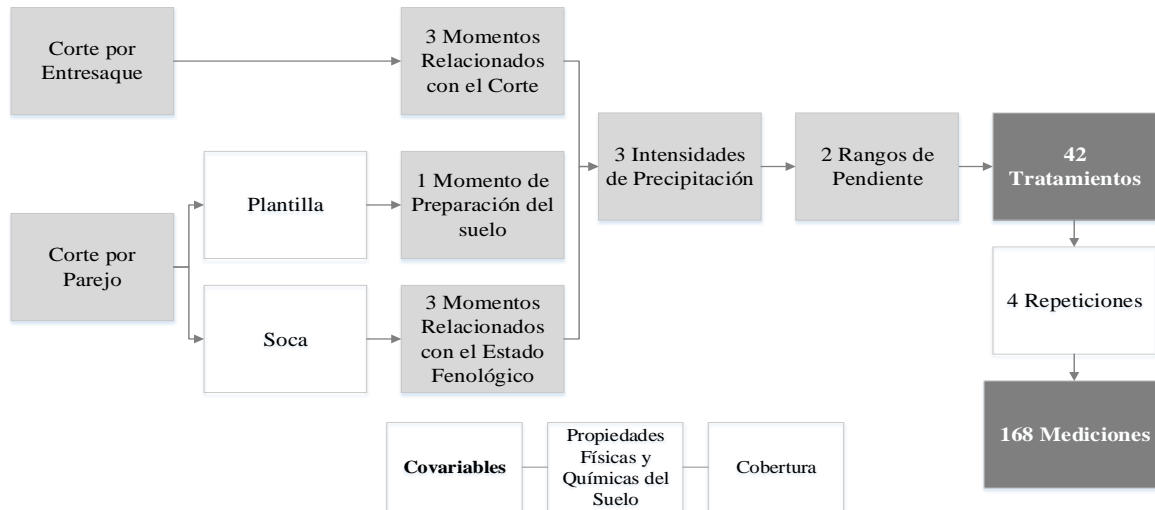 Corte por
Entresaque
3 Momentos
Relacionados
con el Corte
3 Intensidades
de Precipitación
2 Rangos de
Pendiente
42
Tratamientos
Corte por
Parejo
Plantilla
1 Momento de
Preparación del
suelo
Soca
3 Momentos
Relacionados
con el Estado
Fenológico
4 Repeticiones
168 Mediciones
Covariables
Propiedades
Físicas y
Químicas del
Suelo
Cobertura